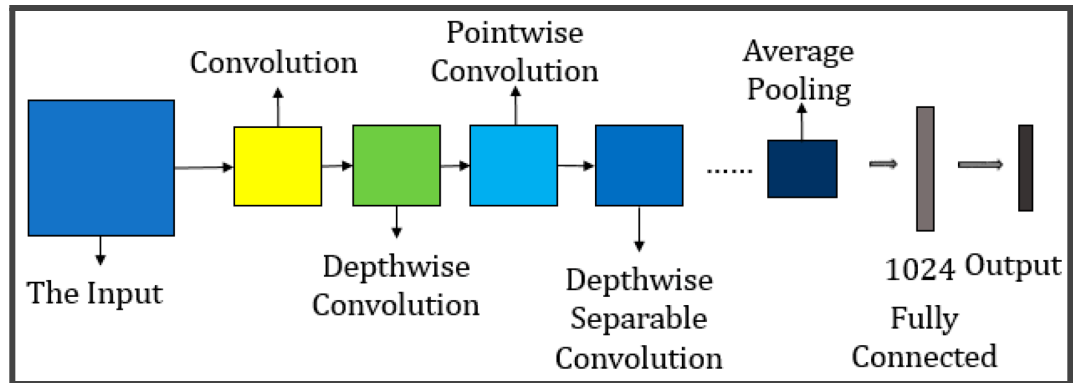 The Input
Convolution
Depthwise
Convolution
Pointwise
Convolution
Depthwise
Separable
Convolution
......
Average
Pooling
1024
Fully
Connected
Output